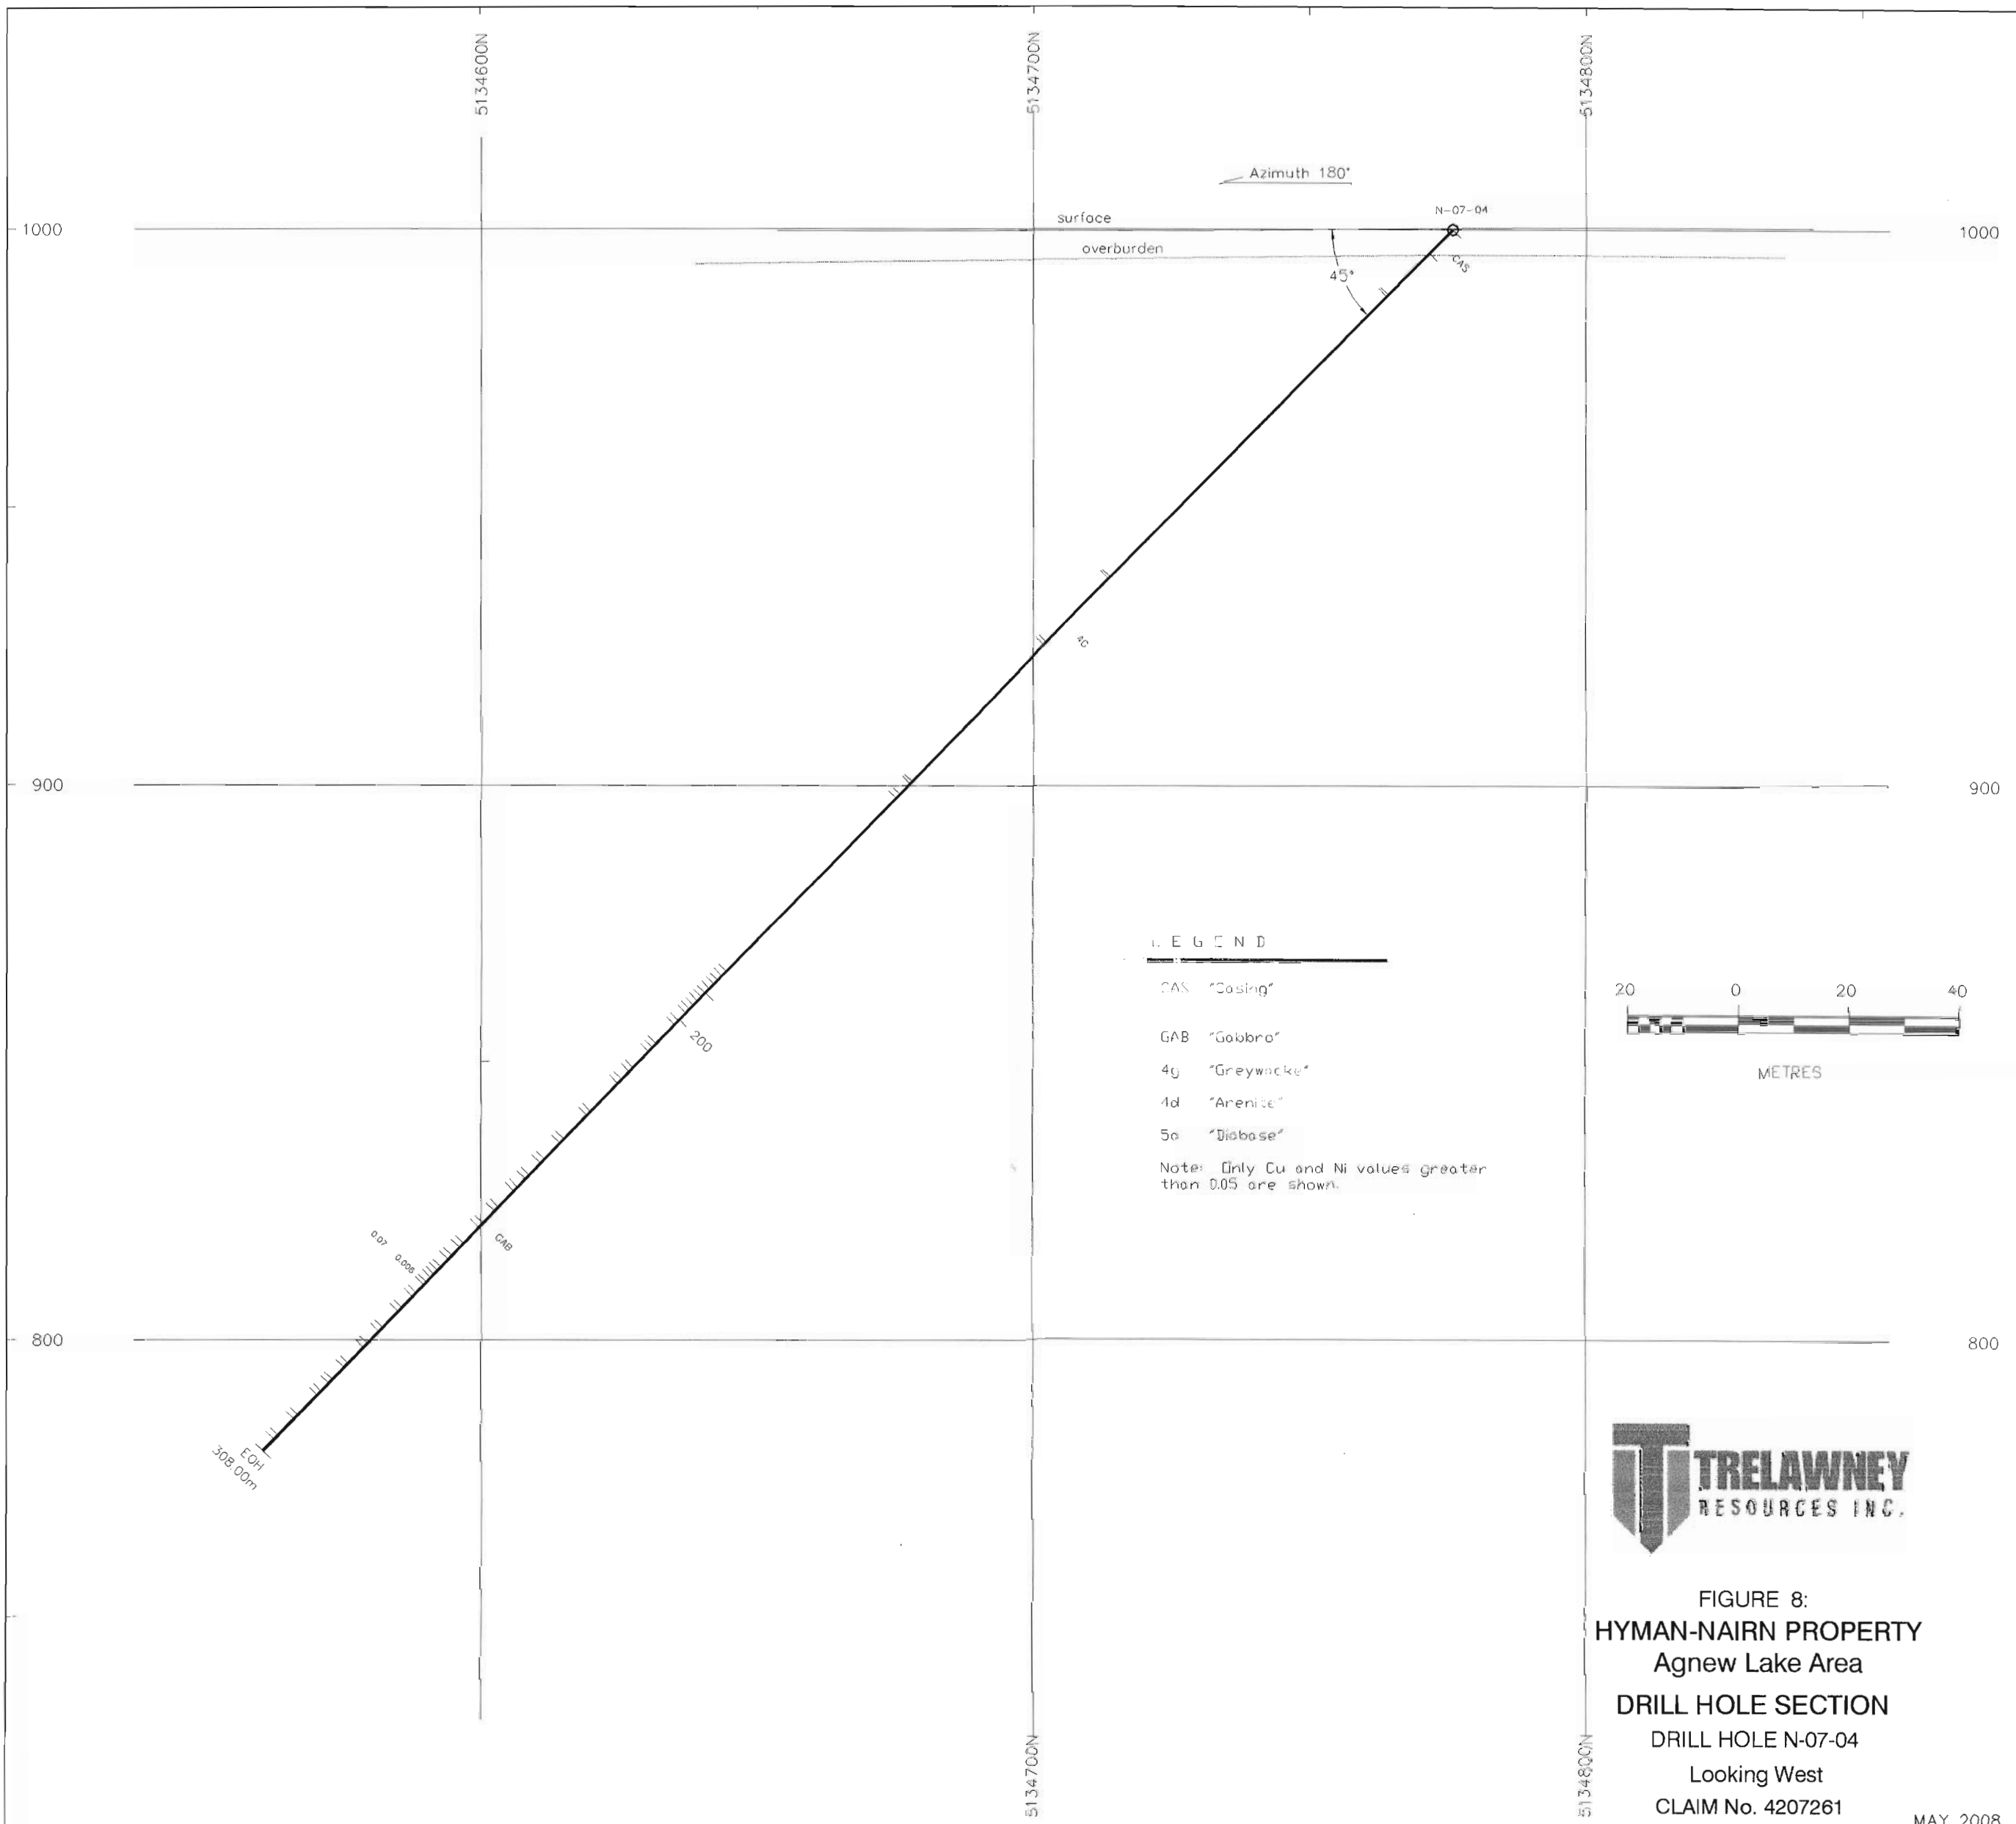 5134600N
5134700N
5134800N
Azimuth 180°
N-07-04
surface
1000
1000
overburden
CAS
45°
4G
900
900
LEGEND
CAS "Casing"
GAB "Gabbro"
4g "Greywacke"
4d "Arenite"
5a "Diabase"
Note: Only Cu and Ni values greater
than 0.05 are shown.
20 0 20 40
METRES
200
GAB
0.07 0.006
800
800
EOH
308.00m
TRELAWNEY
RESOURCES INC.
FIGURE 8:
HYMAN-NAIRN PROPERTY
Agnew Lake Area
DRILL HOLE SECTION
DRILL HOLE N-07-04
Looking West
CLAIM No. 4207261
5134700N
5134800N
MAY 2008